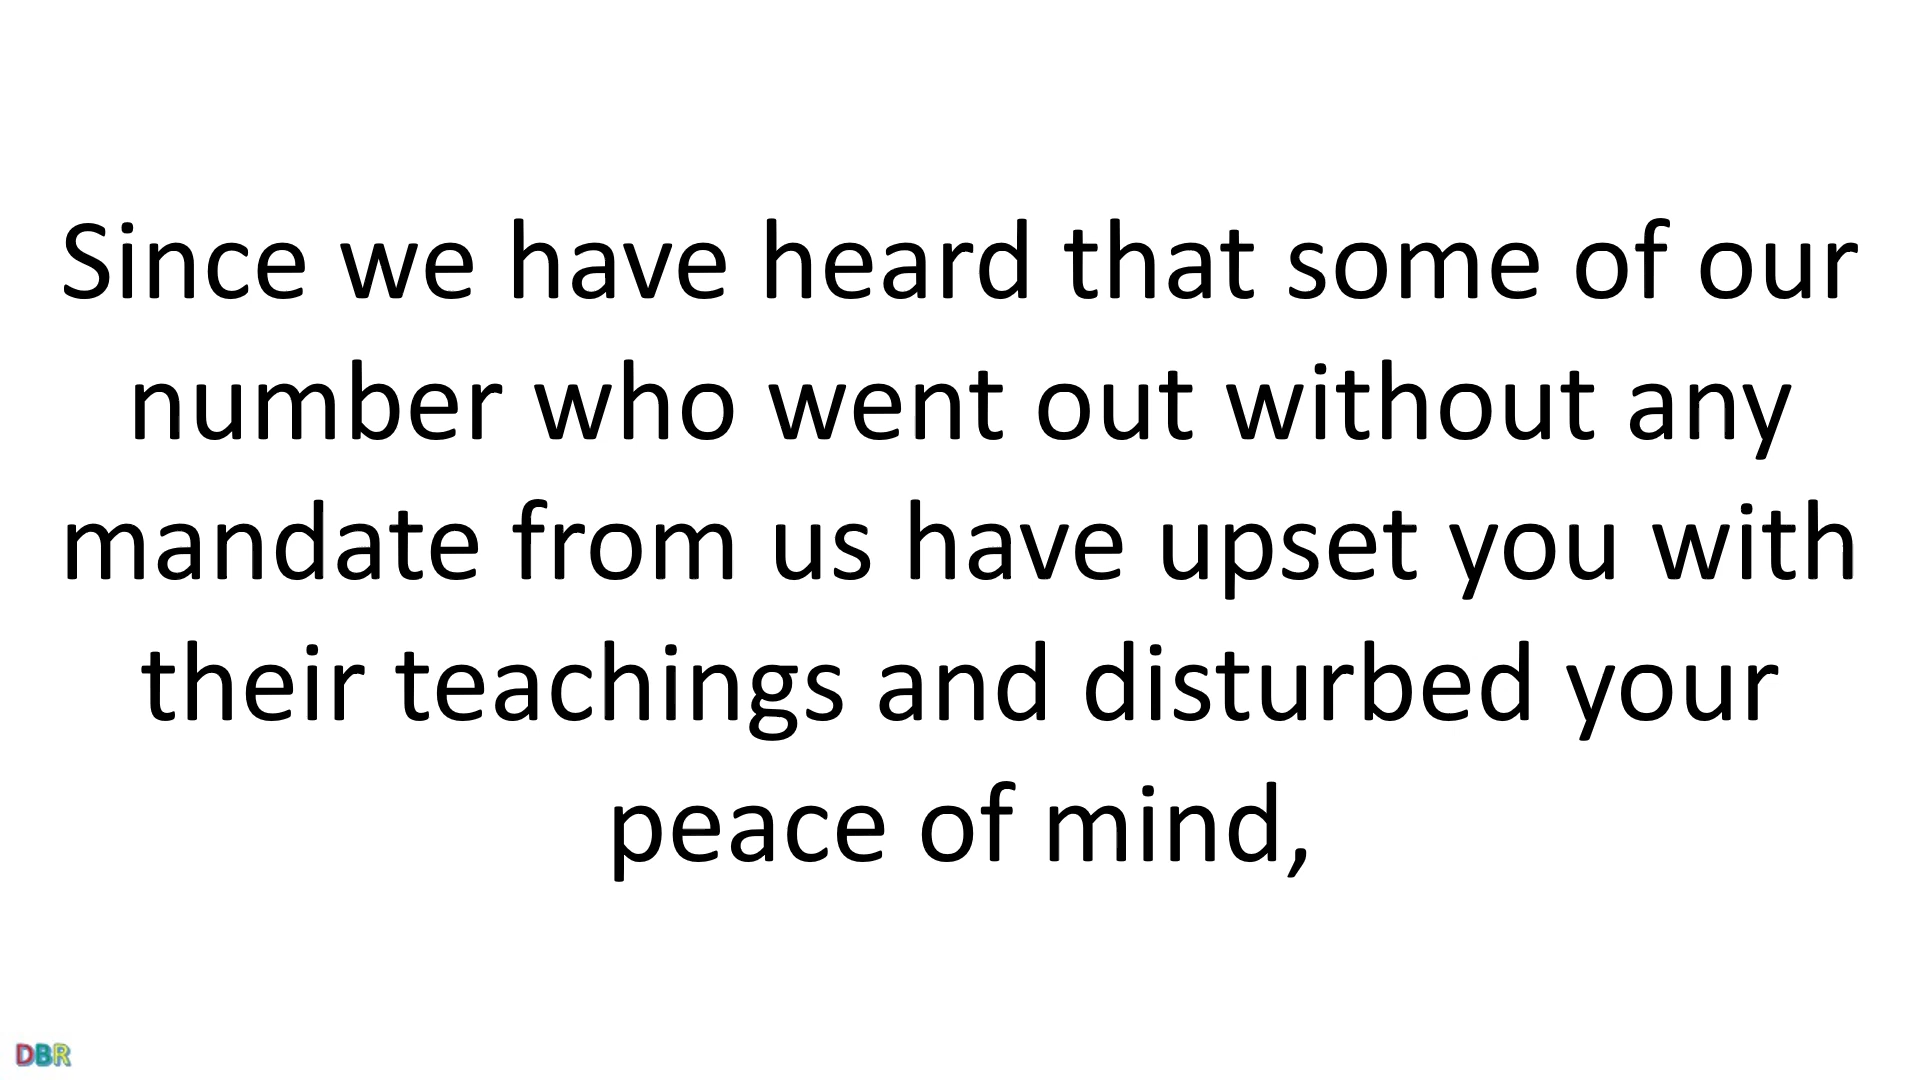 Since we have heard that some of our
number who went out without any
mandate from us have upset you with
their teachings and disturbed your
peace of mind,
DBR